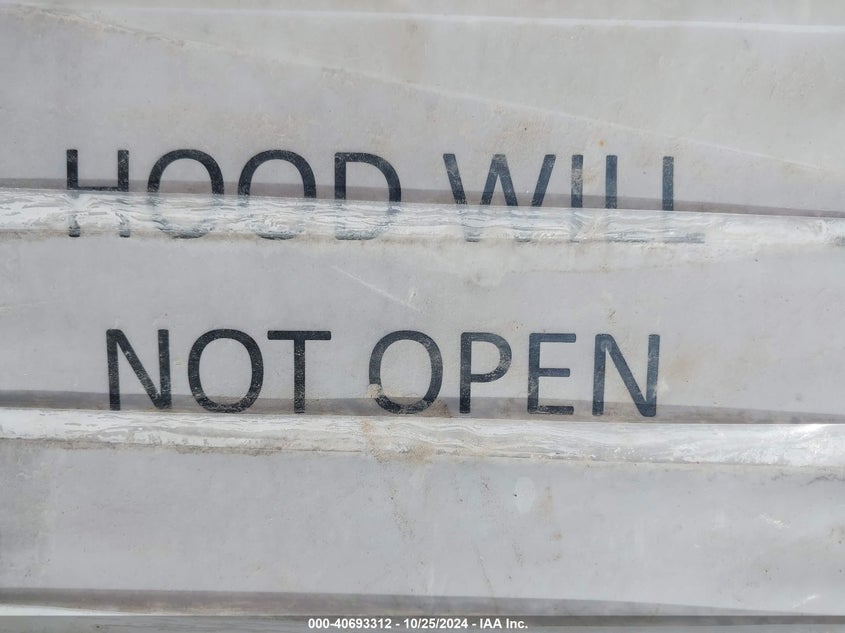 HOOD WILL
NOT OPEN
000-40693312 - 10/25/2024 - IAA Inc.